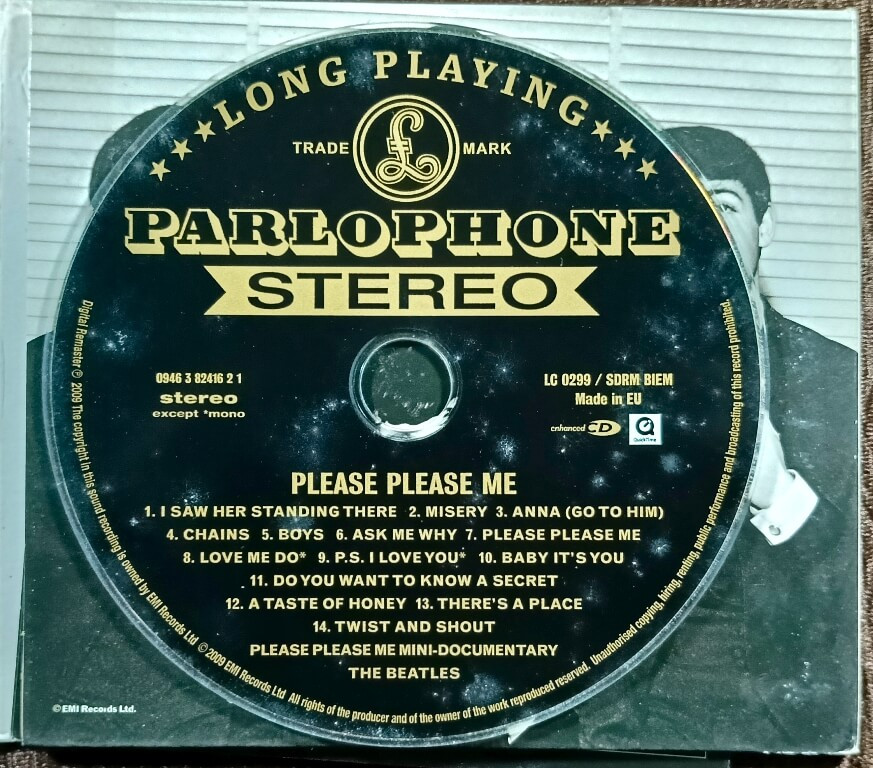 LONG PLAYING
TRADE MARK
£
PARLOPHONE
STEREO
0946 3 82416 2 1
stereo
except *mono
LC 0299 / SDRM BIEM
Made in EU
enhanced CD
QuickTime
PLEASE PLEASE ME
1. I SAW HER STANDING THERE 2. MISERY 3. ANNA (GO TO HIM)
4. CHAINS 5. BOYS 6. ASK ME WHY 7. PLEASE PLEASE ME
8. LOVE ME DO* 9. P.S. I LOVE YOU* 10. BABY IT'S YOU
11. DO YOU WANT TO KNOW A SECRET
12. A TASTE OF HONEY 13. THERE'S A PLACE
14. TWIST AND SHOUT
PLEASE PLEASE ME MINI-DOCUMENTARY
THE BEATLES
Digital Remaster ℗ 2009 The copyright in this sound recording is owned by EMI Records Ltd © 2009 EMI Records Ltd All rights of the producer and of the owner of the work reproduced reserved. Unauthorised copying, hiring, renting, public performance and broadcasting of this record prohibited.
© EMI Records Ltd.